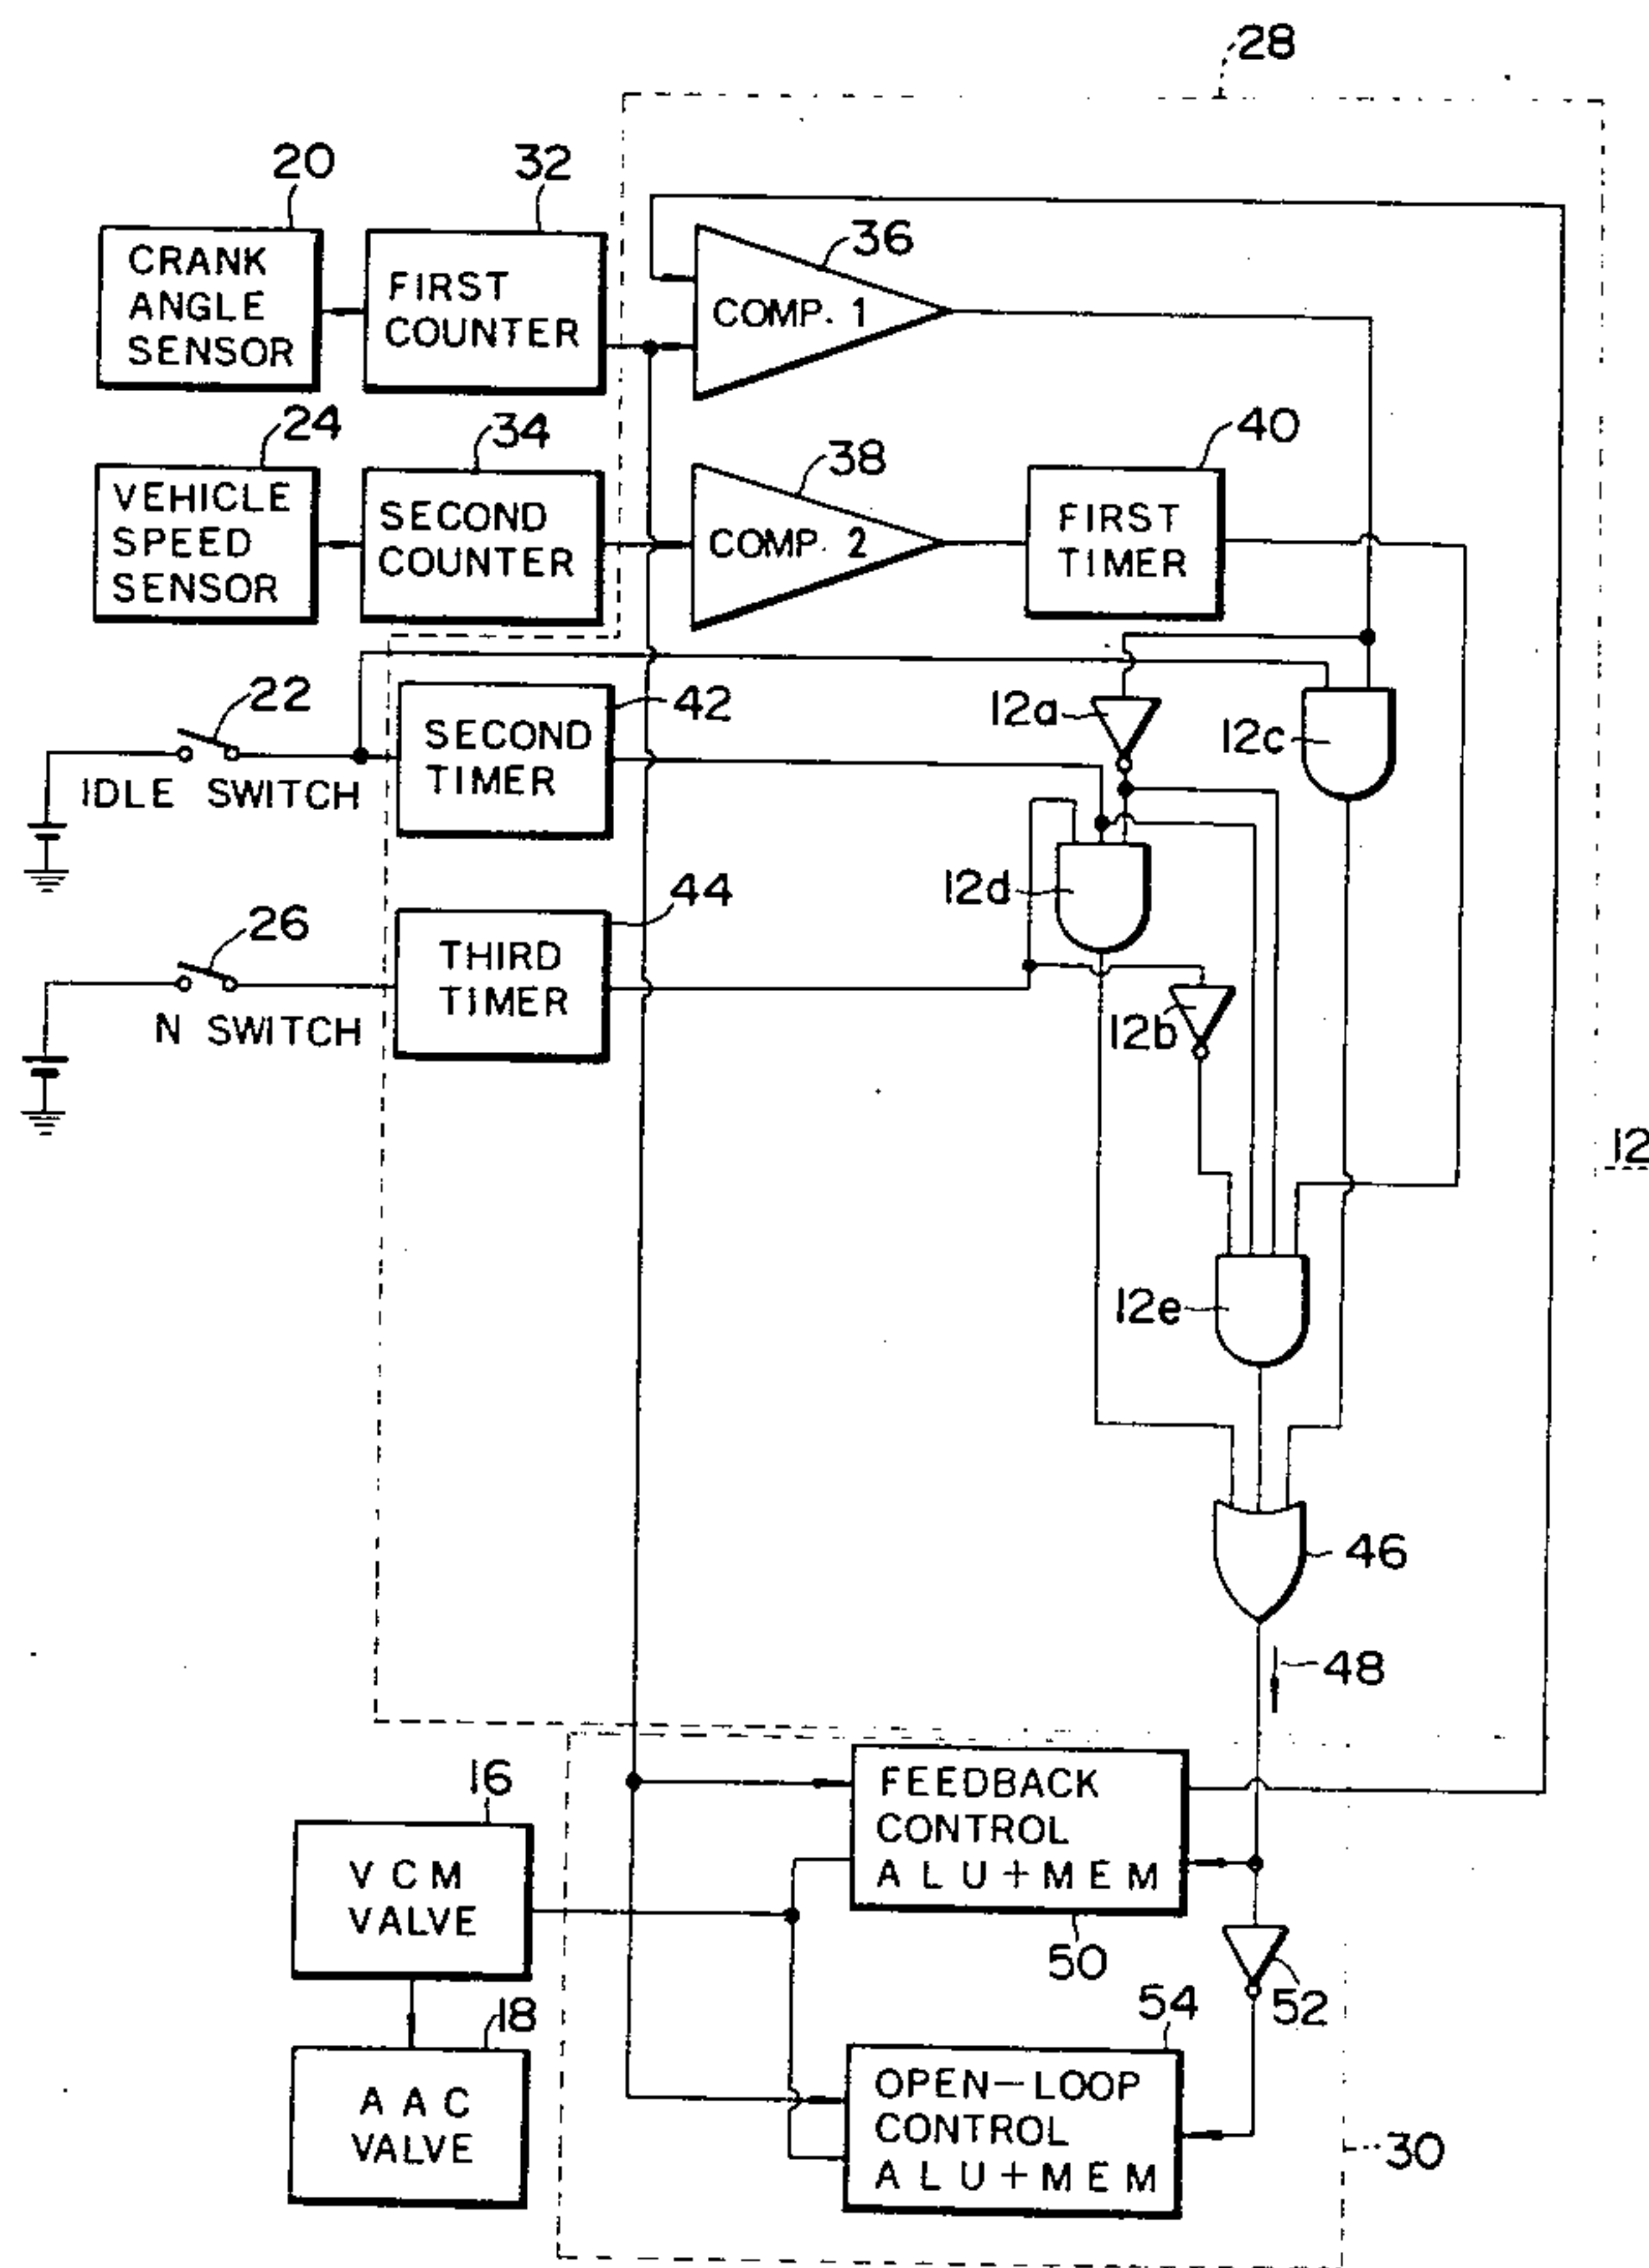 28
20
32
CRANK
ANGLE
SENSOR
FIRST
COUNTER
36
COMP. 1
24
34
38
40
VEHICLE
SPEED
SENSOR
SECOND
COUNTER
COMP. 2
FIRST
TIMER
22
IDLE SWITCH
SECOND
TIMER
42
12a
12c
26
N SWITCH
THIRD
TIMER
44
12d
12b
12
12e
46
48
16
VCM
VALVE
FEEDBACK
CONTROL
ALU+MEM
50
52
18
AAC
VALVE
54
OPEN-LOOP
CONTROL
ALU+MEM
30